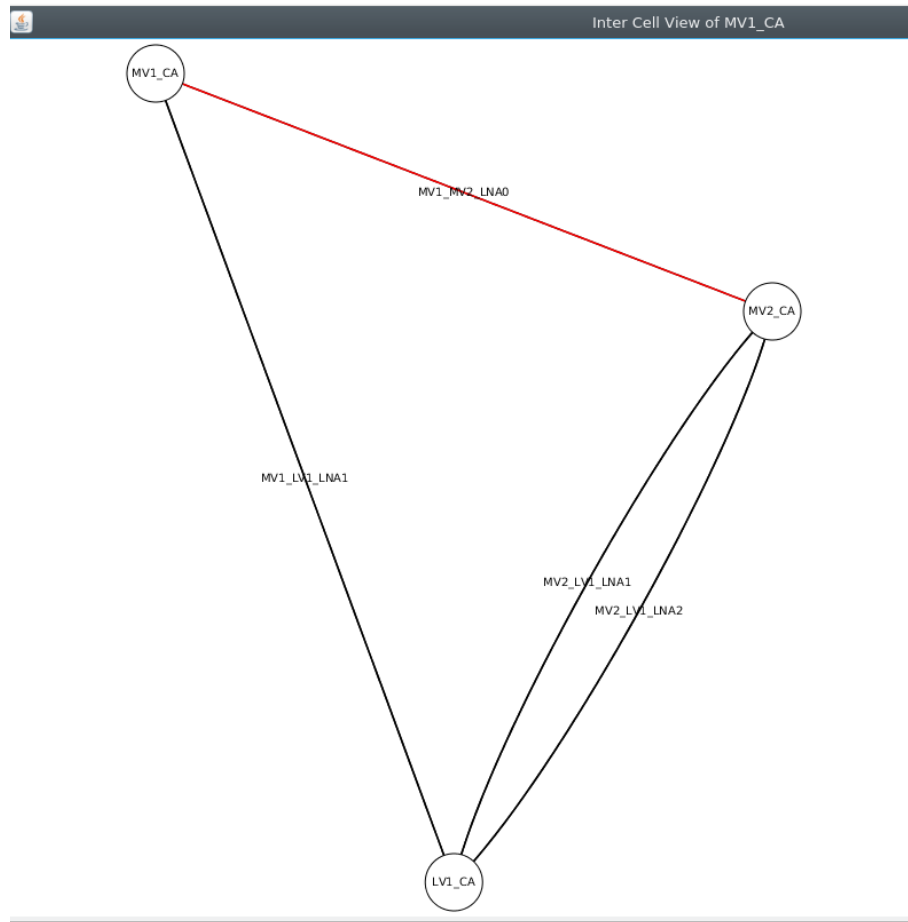 Inter Cell View of MV1_CA
MV1_CA
MV1_MV2_LNA0
MV2_CA
MV1_LV1_LNA1
MV2_LV1_LNA1
MV2_LV1_LNA2
LV1_CA